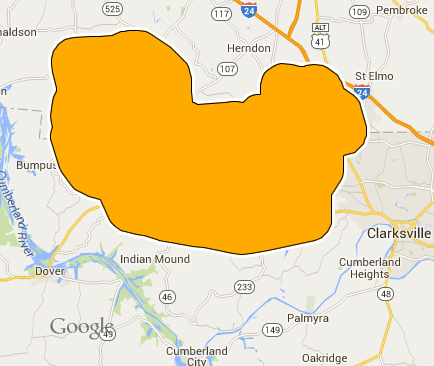 525
117
24
Pembroke
109
naldson
ALT
41
Herndon
107
St Elmo
24
Bumpus
Cumberland River
Clarksville
Indian Mound
Dover
Cumberland
Heights
46
233
48
Palmyra
Google
49
149
Cumberland
City
Oakridge